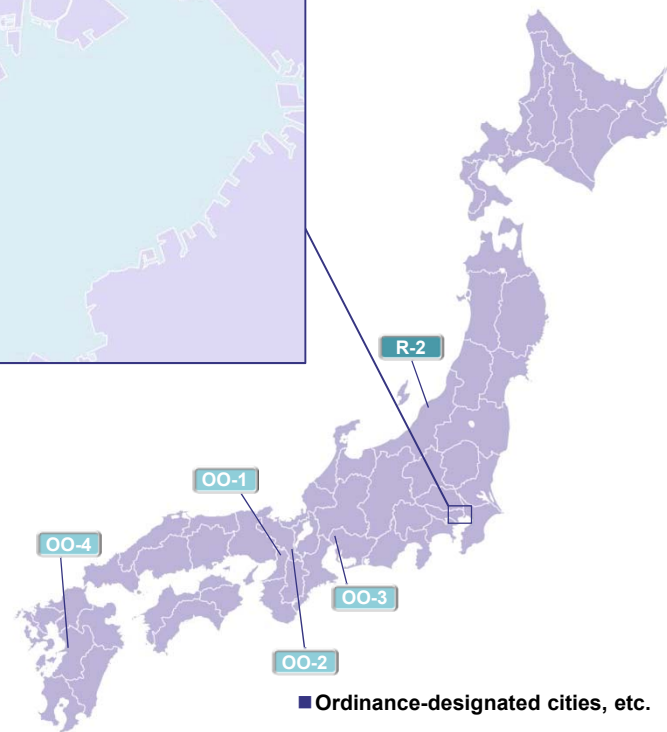 R-2
OO-1
OO-4
OO-3
OO-2
■ Ordinance-designated cities, etc.